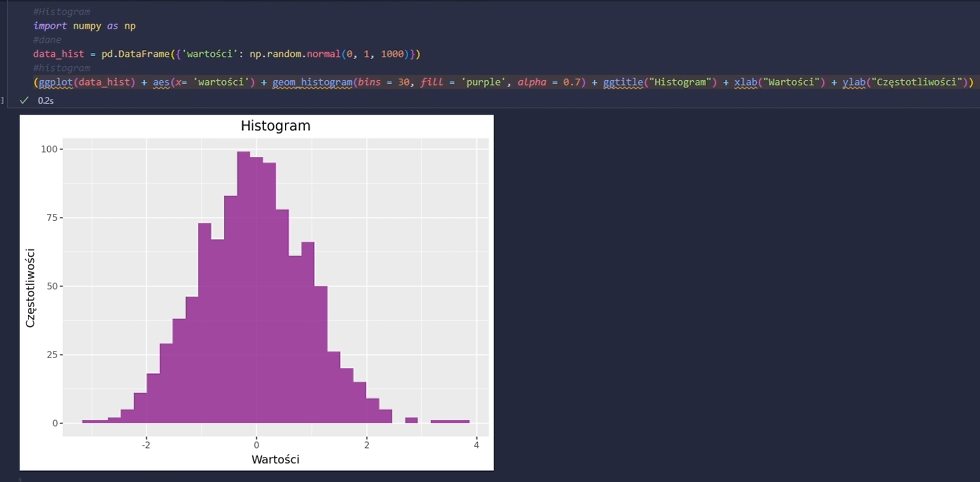 #Histogram
import numpy as np
#dane
data_hist = pd.DataFrame({'wartości': np.random.normal(0, 1, 1000)})
#histogram
(ggplot(data_hist) + aes(x= 'wartości') + geom_histogram(bins = 30, fill = 'purple', alpha = 0.7) + ggtitle("Histogram") + xlab("Wartości") + ylab("Częstotliwości"))
] 0.2s
Histogram
100
75
50
25
0
Częstotliwości
-2 0 2 4
Wartości